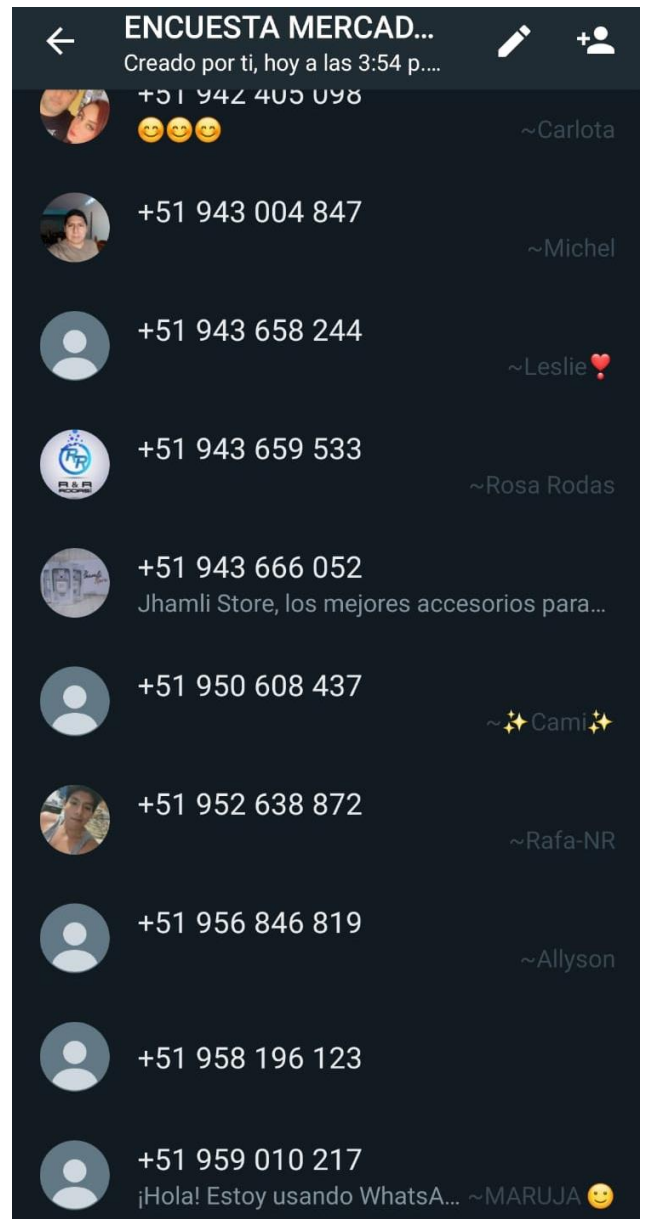 ENCUESTA MERCAD...
Creado por ti, hoy a las 3:54 p....
+51 942 405 098
😊😊😊 ~Carlota
+51 943 004 847
~Michel
+51 943 658 244
~Leslie❣️
+51 943 659 533
RR
R & R
~Rosa Rodas
+51 943 666 052
Jhamli Store, los mejores accesorios para...
+51 950 608 437
~✨Cami✨
+51 952 638 872
~Rafa-NR
+51 956 846 819
~Allyson
+51 958 196 123
+51 959 010 217
¡Hola! Estoy usando WhatsA... ~MARUJA 🙂